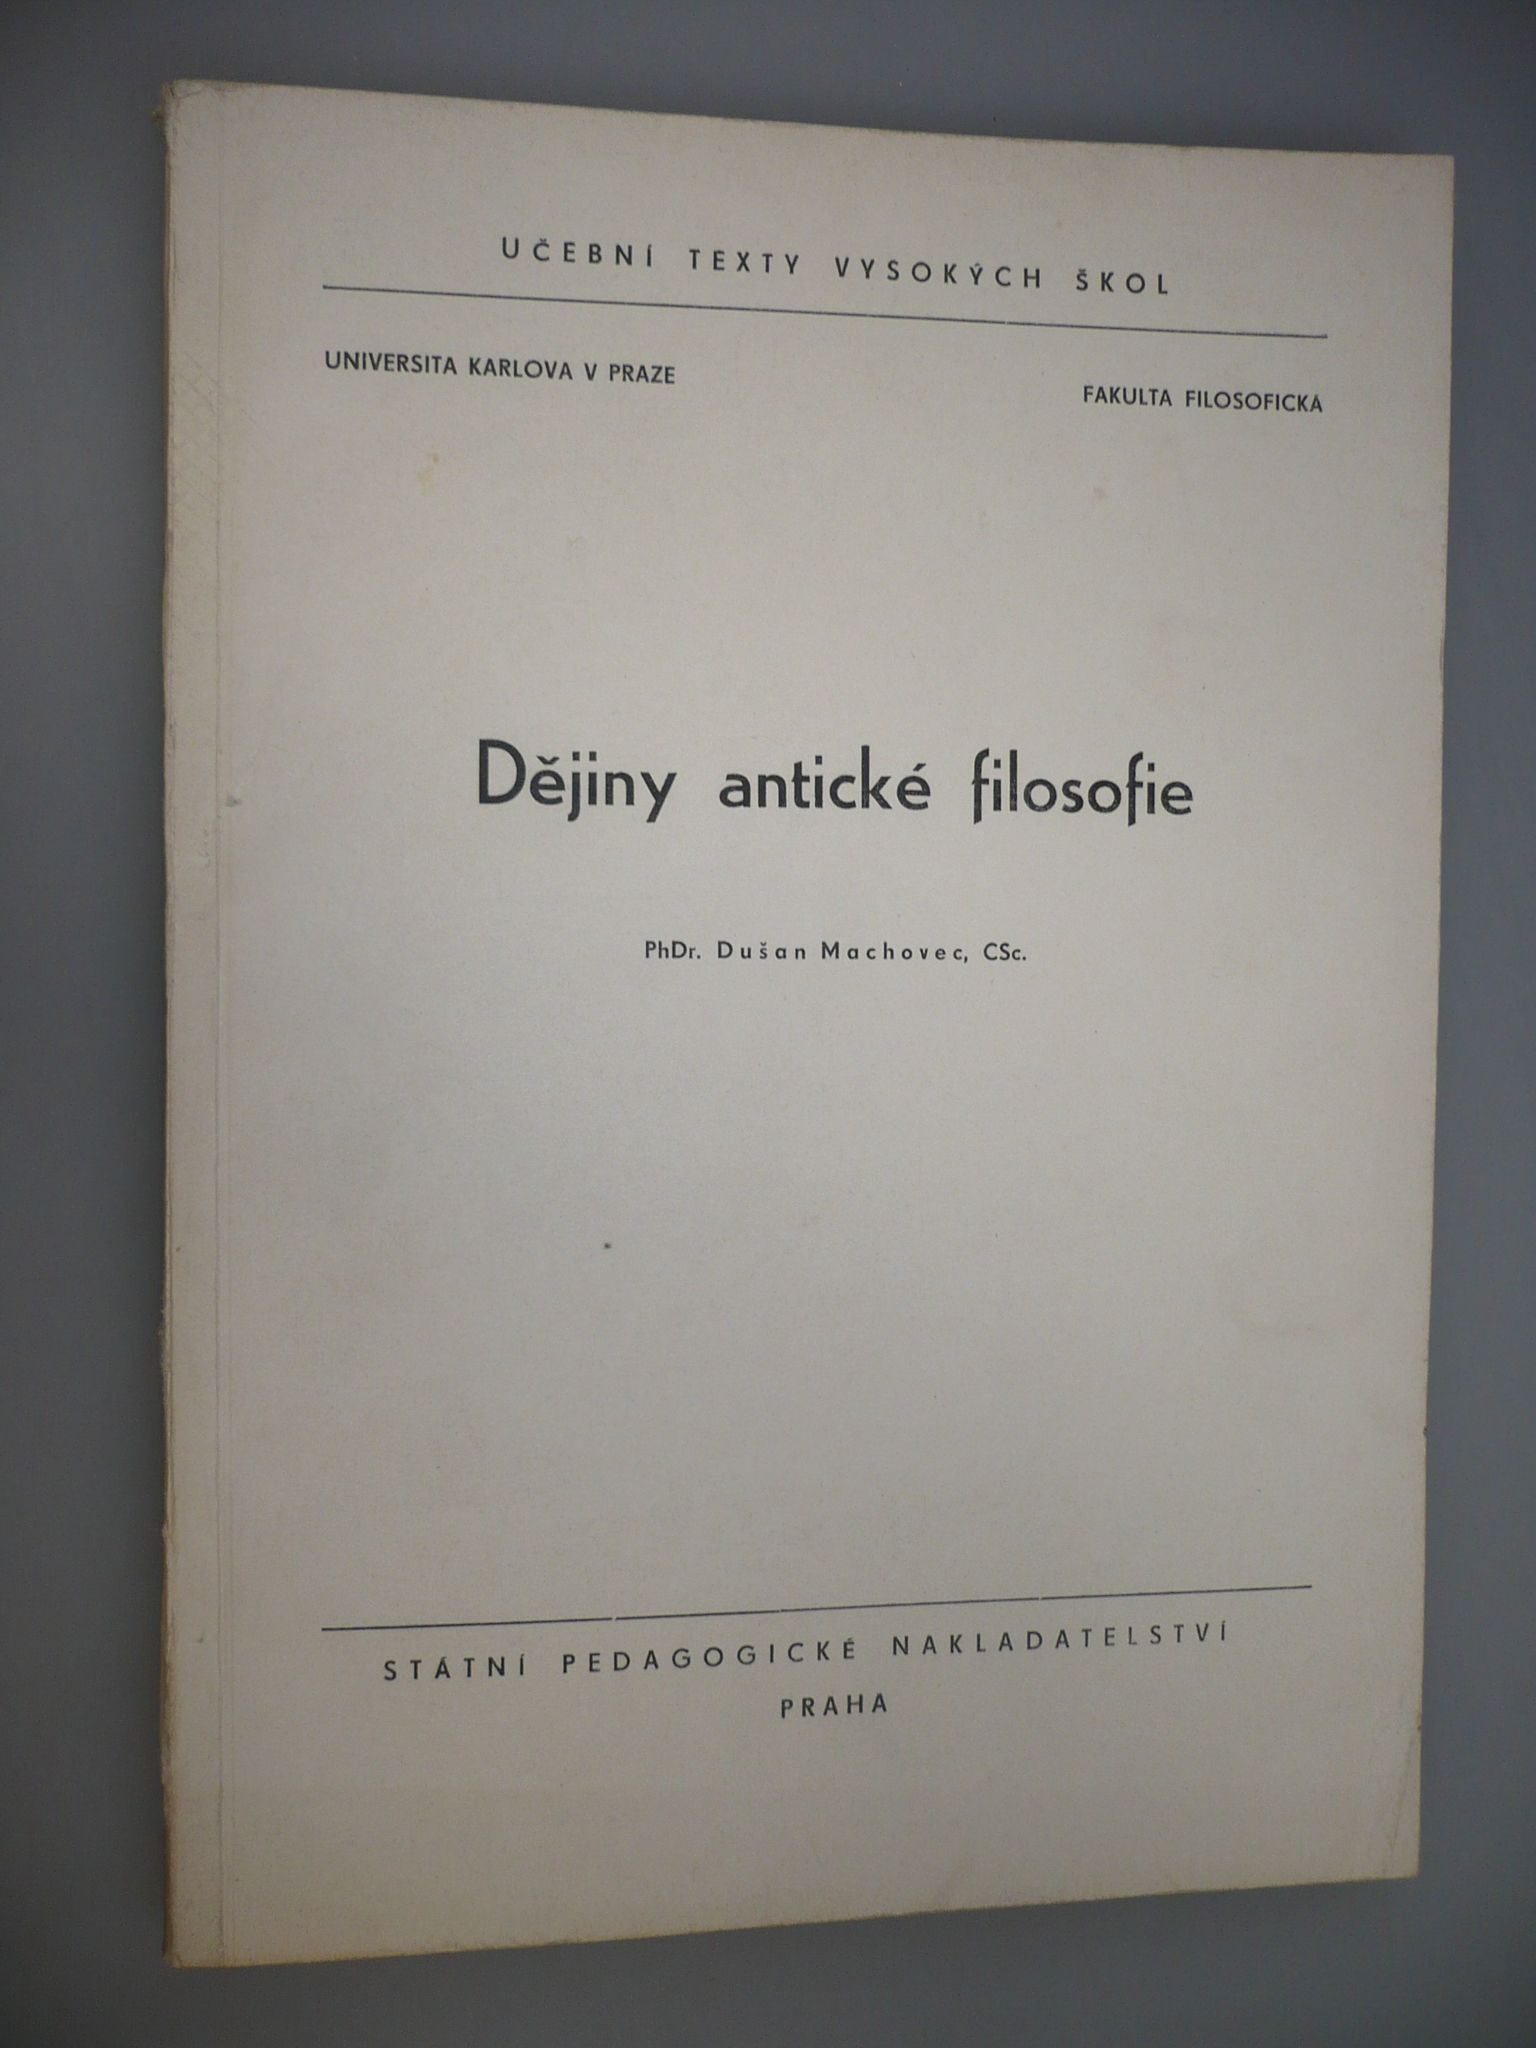 UČEBNÍ TEXTY VYSOKÝCH ŠKOL
UNIVERSITA KARLOVA V PRAZE
FAKULTA FILOSOFICKÁ
Dějiny antické filosofie
PhDr. Dušan Machovec, CSc.
STÁTNÍ PEDAGOGICKÉ NAKLADATELSTVÍ
PRAHA